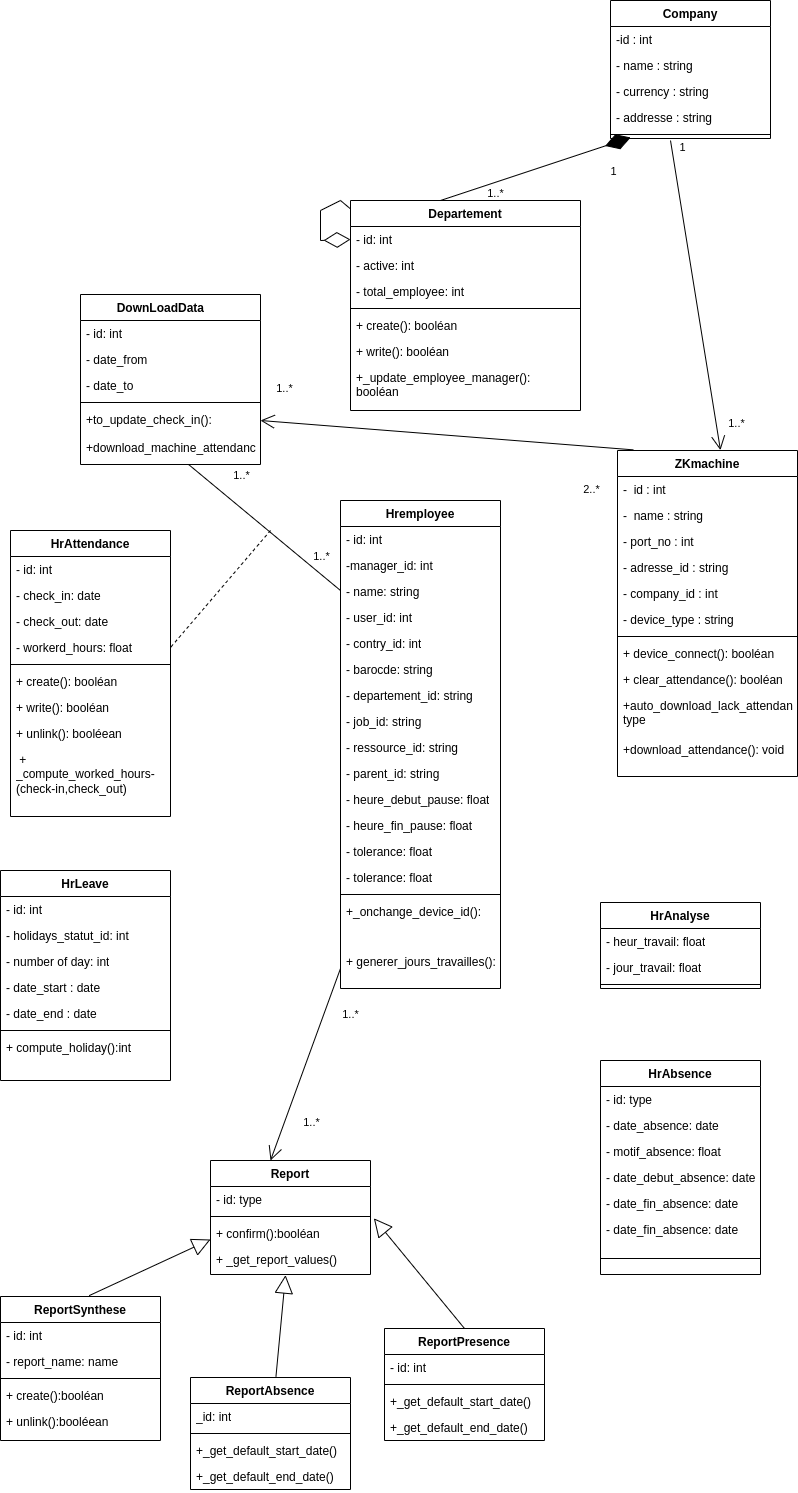 Company
-id : int
- name : string
- currency : string
- addresse : string
1
1
1..*
Departement
- id: int
- active: int
- total_employee: int
+ create(): booléan
+ write(): booléan
+_update_employee_manager():
booléan
DownLoadData
- id: int
- date_from
- date_to
+to_update_check_in():
+download_machine_attendanc
1..*
1..*
2..*
1..*
1..*
ZKmachine
-  id : int
-  name : string
- port_no : int
- adresse_id : string
- company_id : int
- device_type : string
+ device_connect(): booléan
+ clear_attendance(): booléan
+auto_download_lack_attendan
type
+download_attendance(): void
Hremployee
- id: int
-manager_id: int
- name: string
- user_id: int
- contry_id: int
- barocde: string
- departement_id: string
- job_id: string
- ressource_id: string
- parent_id: string
- heure_debut_pause: float
- heure_fin_pause: float
- tolerance: float
- tolerance: float
+_onchange_device_id():
+ generer_jours_travailles():
HrAttendance
- id: int
- check_in: date
- check_out: date
- workerd_hours: float
+ create(): booléan
+ write(): booléan
+ unlink(): booléean
+
_compute_worked_hours-
(check-in,check_out)
HrLeave
- id: int
- holidays_statut_id: int
- number of day: int
- date_start : date
- date_end : date
+ compute_holiday():int
HrAnalyse
- heur_travail: float
- jour_travail: float
1..*
1..*
HrAbsence
- id: type
- date_absence: date
- motif_absence: float
- date_debut_absence: date
- date_fin_absence: date
- date_fin_absence: date
Report
- id: type
+ confirm():booléan
+ _get_report_values()
ReportSynthese
- id: int
- report_name: name
+ create():booléan
+ unlink():booléean
ReportAbsence
_id: int
+_get_default_start_date()
+_get_default_end_date()
ReportPresence
- id: int
+_get_default_start_date()
+_get_default_end_date()